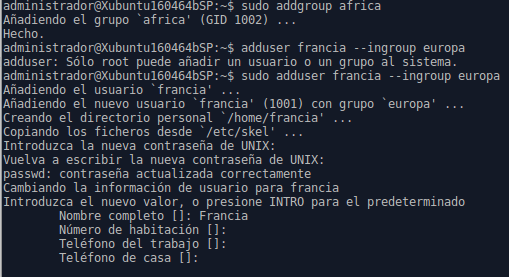 administrador@Xubuntu160464bSP:~$ sudo addgroup africa
Añadiendo el grupo `africa' (GID 1002) ...
Hecho.
administrador@Xubuntu160464bSP:~$ adduser francia --ingroup europa
adduser: Sólo root puede añadir un usuario o un grupo al sistema.
administrador@Xubuntu160464bSP:~$ sudo adduser francia --ingroup europa
Añadiendo el usuario `francia' ...
Añadiendo el nuevo usuario `francia' (1001) con grupo `europa' ...
Creando el directorio personal `/home/francia' ...
Copiando los ficheros desde `/etc/skel' ...
Introduzca la nueva contraseña de UNIX:
Vuelva a escribir la nueva contraseña de UNIX:
passwd: contraseña actualizada correctamente
Cambiando la información de usuario para francia
Introduzca el nuevo valor, o presione INTRO para el predeterminado
Nombre completo []: Francia
Número de habitación []:
Teléfono del trabajo []:
Teléfono de casa []: